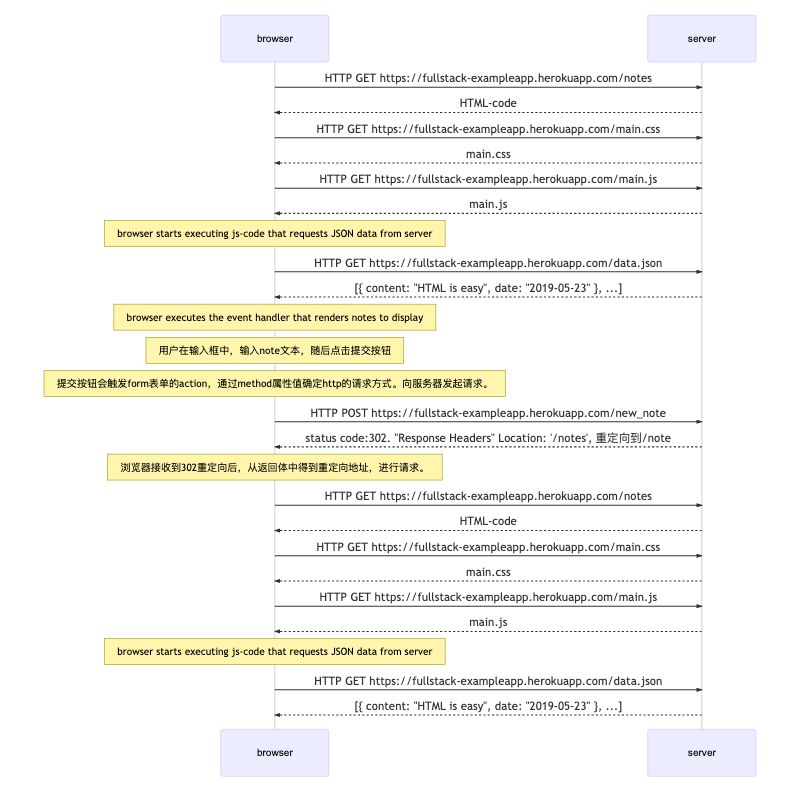 browser server
HTTP GET https://fullstack-exampleapp.herokuapp.com/notes
HTML-code
HTTP GET https://fullstack-exampleapp.herokuapp.com/main.css
main.css
HTTP GET https://fullstack-exampleapp.herokuapp.com/main.js
main.js
browser starts executing js-code that requests JSON data from server
HTTP GET https://fullstack-exampleapp.herokuapp.com/data.json
[{ content: "HTML is easy", date: "2019-05-23" }, ...]
browser executes the event handler that renders notes to display
用户在输入框中，输入note文本，随后点击提交按钮
提交按钮会触发form表单的action，通过method属性值确定http的请求方式。向服务器发起请求。
HTTP POST https://fullstack-exampleapp.herokuapp.com/new_note
status code:302. "Response Headers" Location: '/notes', 重定向到/note
浏览器接收到302重定向后，从返回体中得到重定向地址，进行请求。
HTTP GET https://fullstack-exampleapp.herokuapp.com/notes
HTML-code
HTTP GET https://fullstack-exampleapp.herokuapp.com/main.css
main.css
HTTP GET https://fullstack-exampleapp.herokuapp.com/main.js
main.js
browser starts executing js-code that requests JSON data from server
HTTP GET https://fullstack-exampleapp.herokuapp.com/data.json
[{ content: "HTML is easy", date: "2019-05-23" }, ...]
browser server